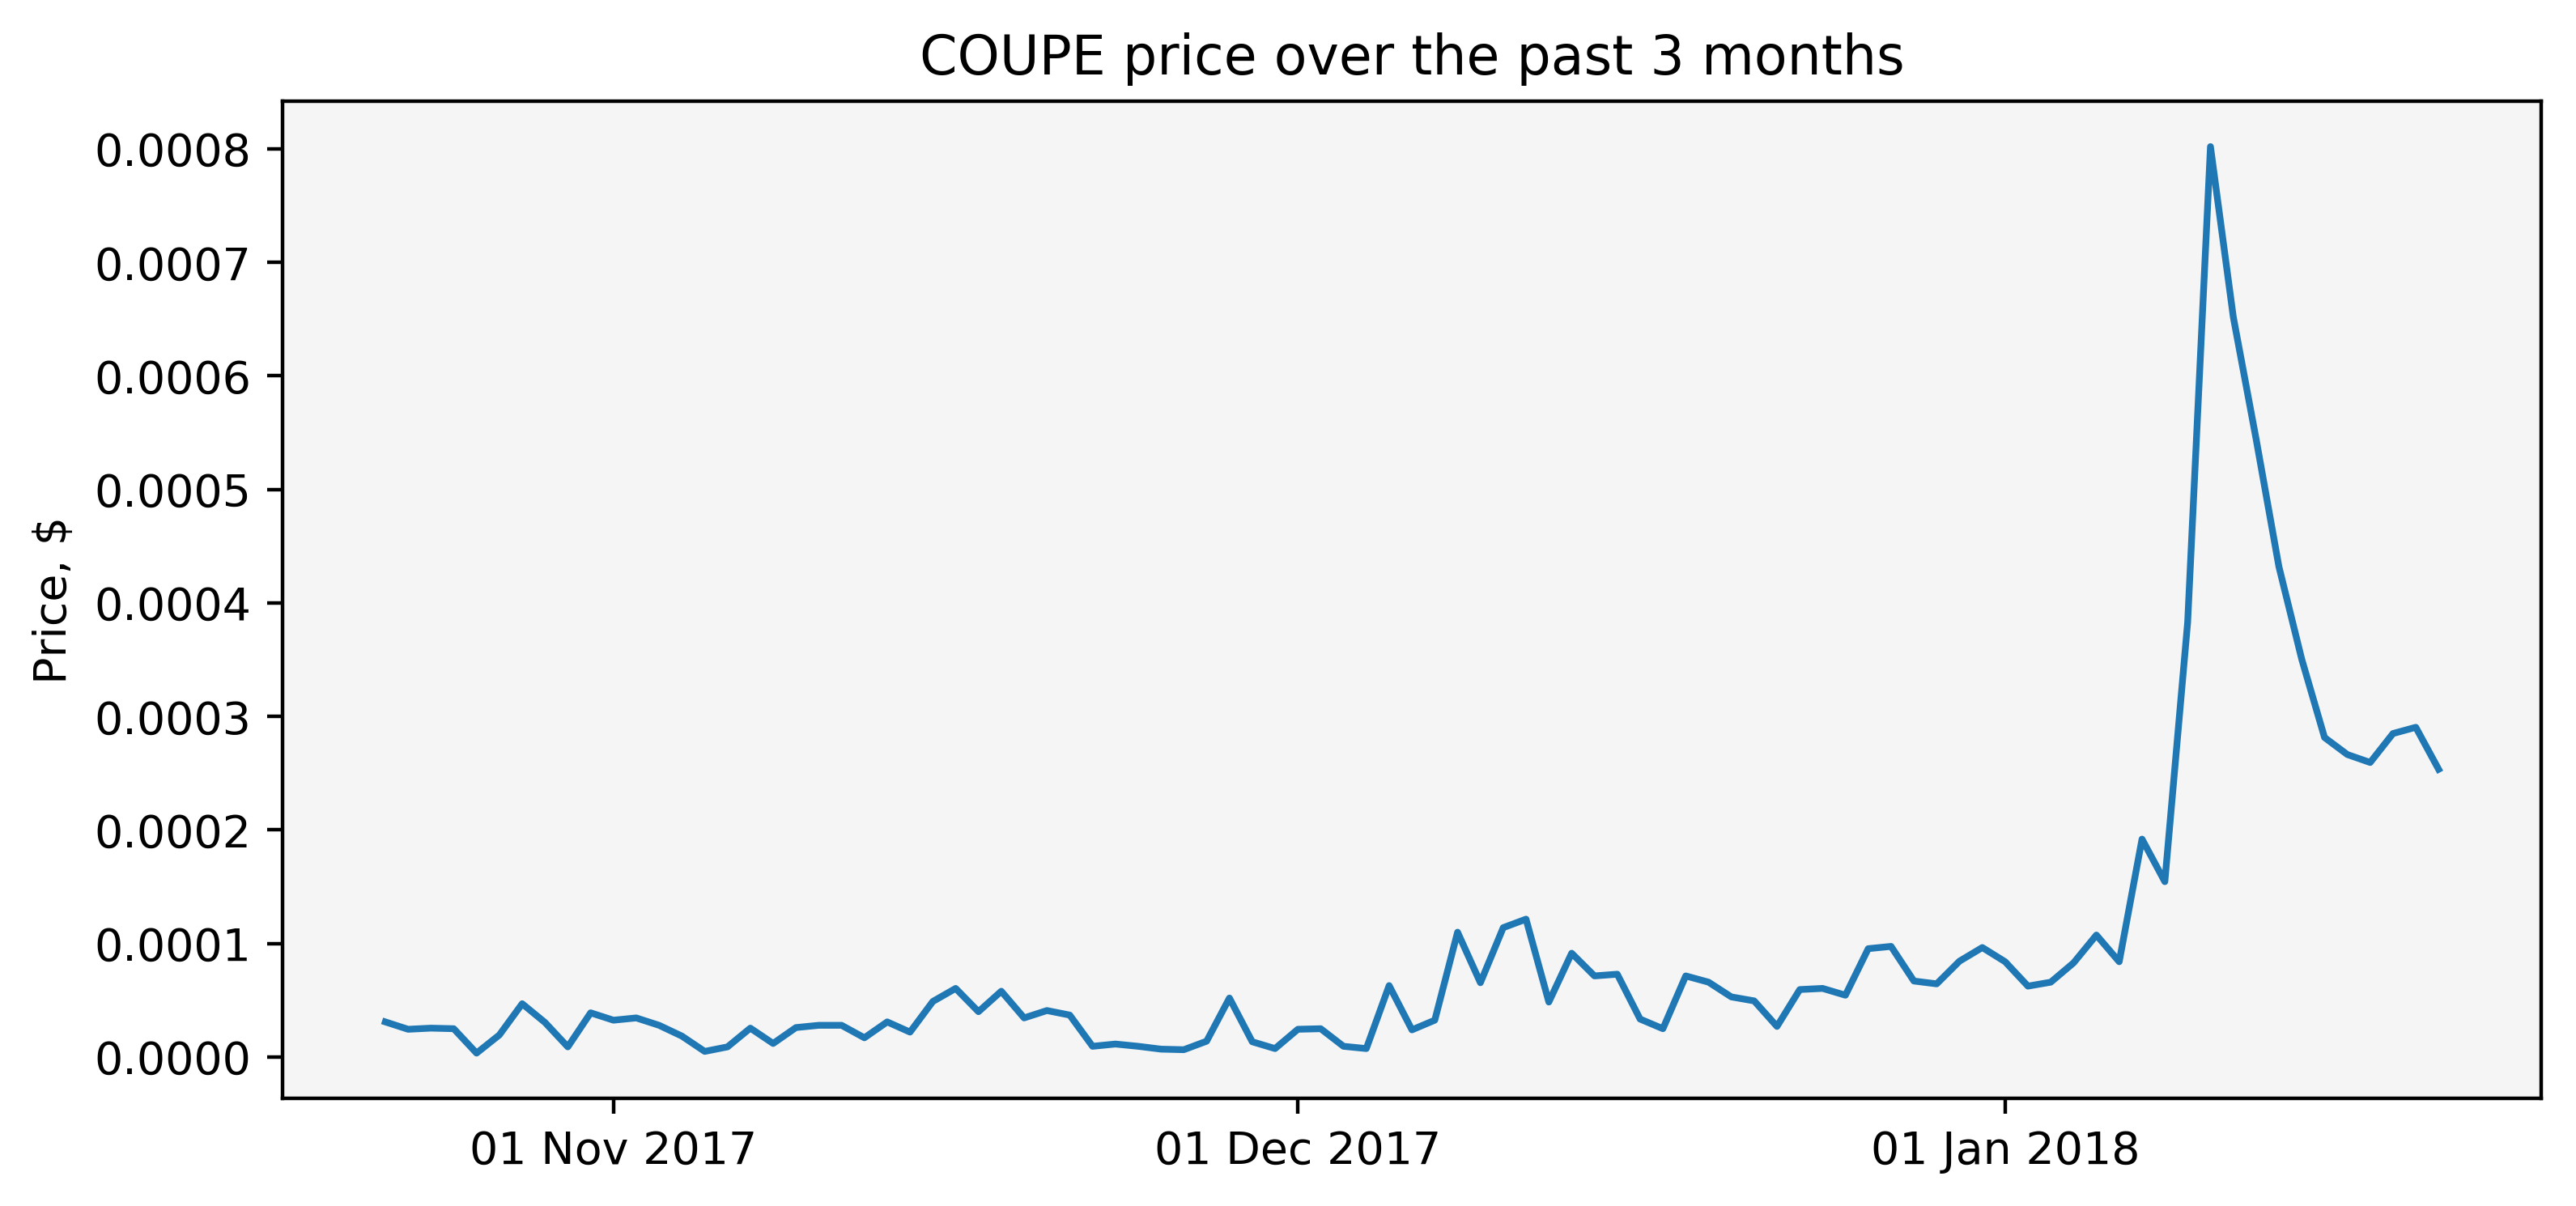 COUPE price over the past 3 months
Price, $
0.0008
0.0007
0.0006
0.0005
0.0004
0.0003
0.0002
0.0001
0.0000
01 Nov 2017
01 Dec 2017
01 Jan 2018